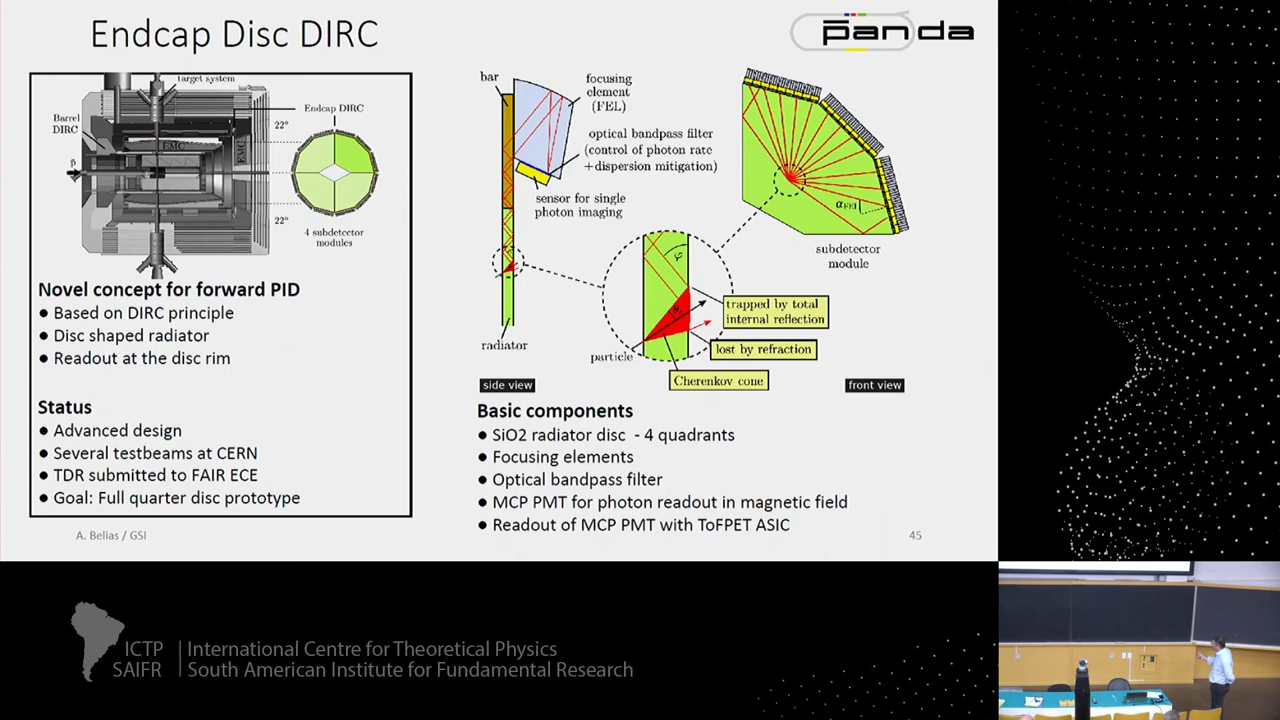 Endcap Disc DIRC
panda
target system
Endcap DIRC
Barrel
DIRC
22°
EMC
EMC
p̄
22°
4 subdetector
modules
Novel concept for forward PID
● Based on DIRC principle
● Disc shaped radiator
● Readout at the disc rim
Status
● Advanced design
● Several testbeams at CERN
● TDR submitted to FAIR ECE
● Goal: Full quarter disc prototype
bar
focusing
element
(FEL)
optical bandpass filter
(control of photon rate
+dispersion mitigation)
sensor for single
photon imaging
αFEL
subdetector
module
φ
trapped by total
internal reflection
lost by refraction
radiator
particle
Cherenkov cone
side view
front view
Basic components
● SiO2 radiator disc - 4 quadrants
● Focusing elements
● Optical bandpass filter
● MCP PMT for photon readout in magnetic field
● Readout of MCP PMT with ToFPET ASIC
A. Belias / GSI
45
ICTP | International Centre for Theoretical Physics
SAIFR | South American Institute for Fundamental Research